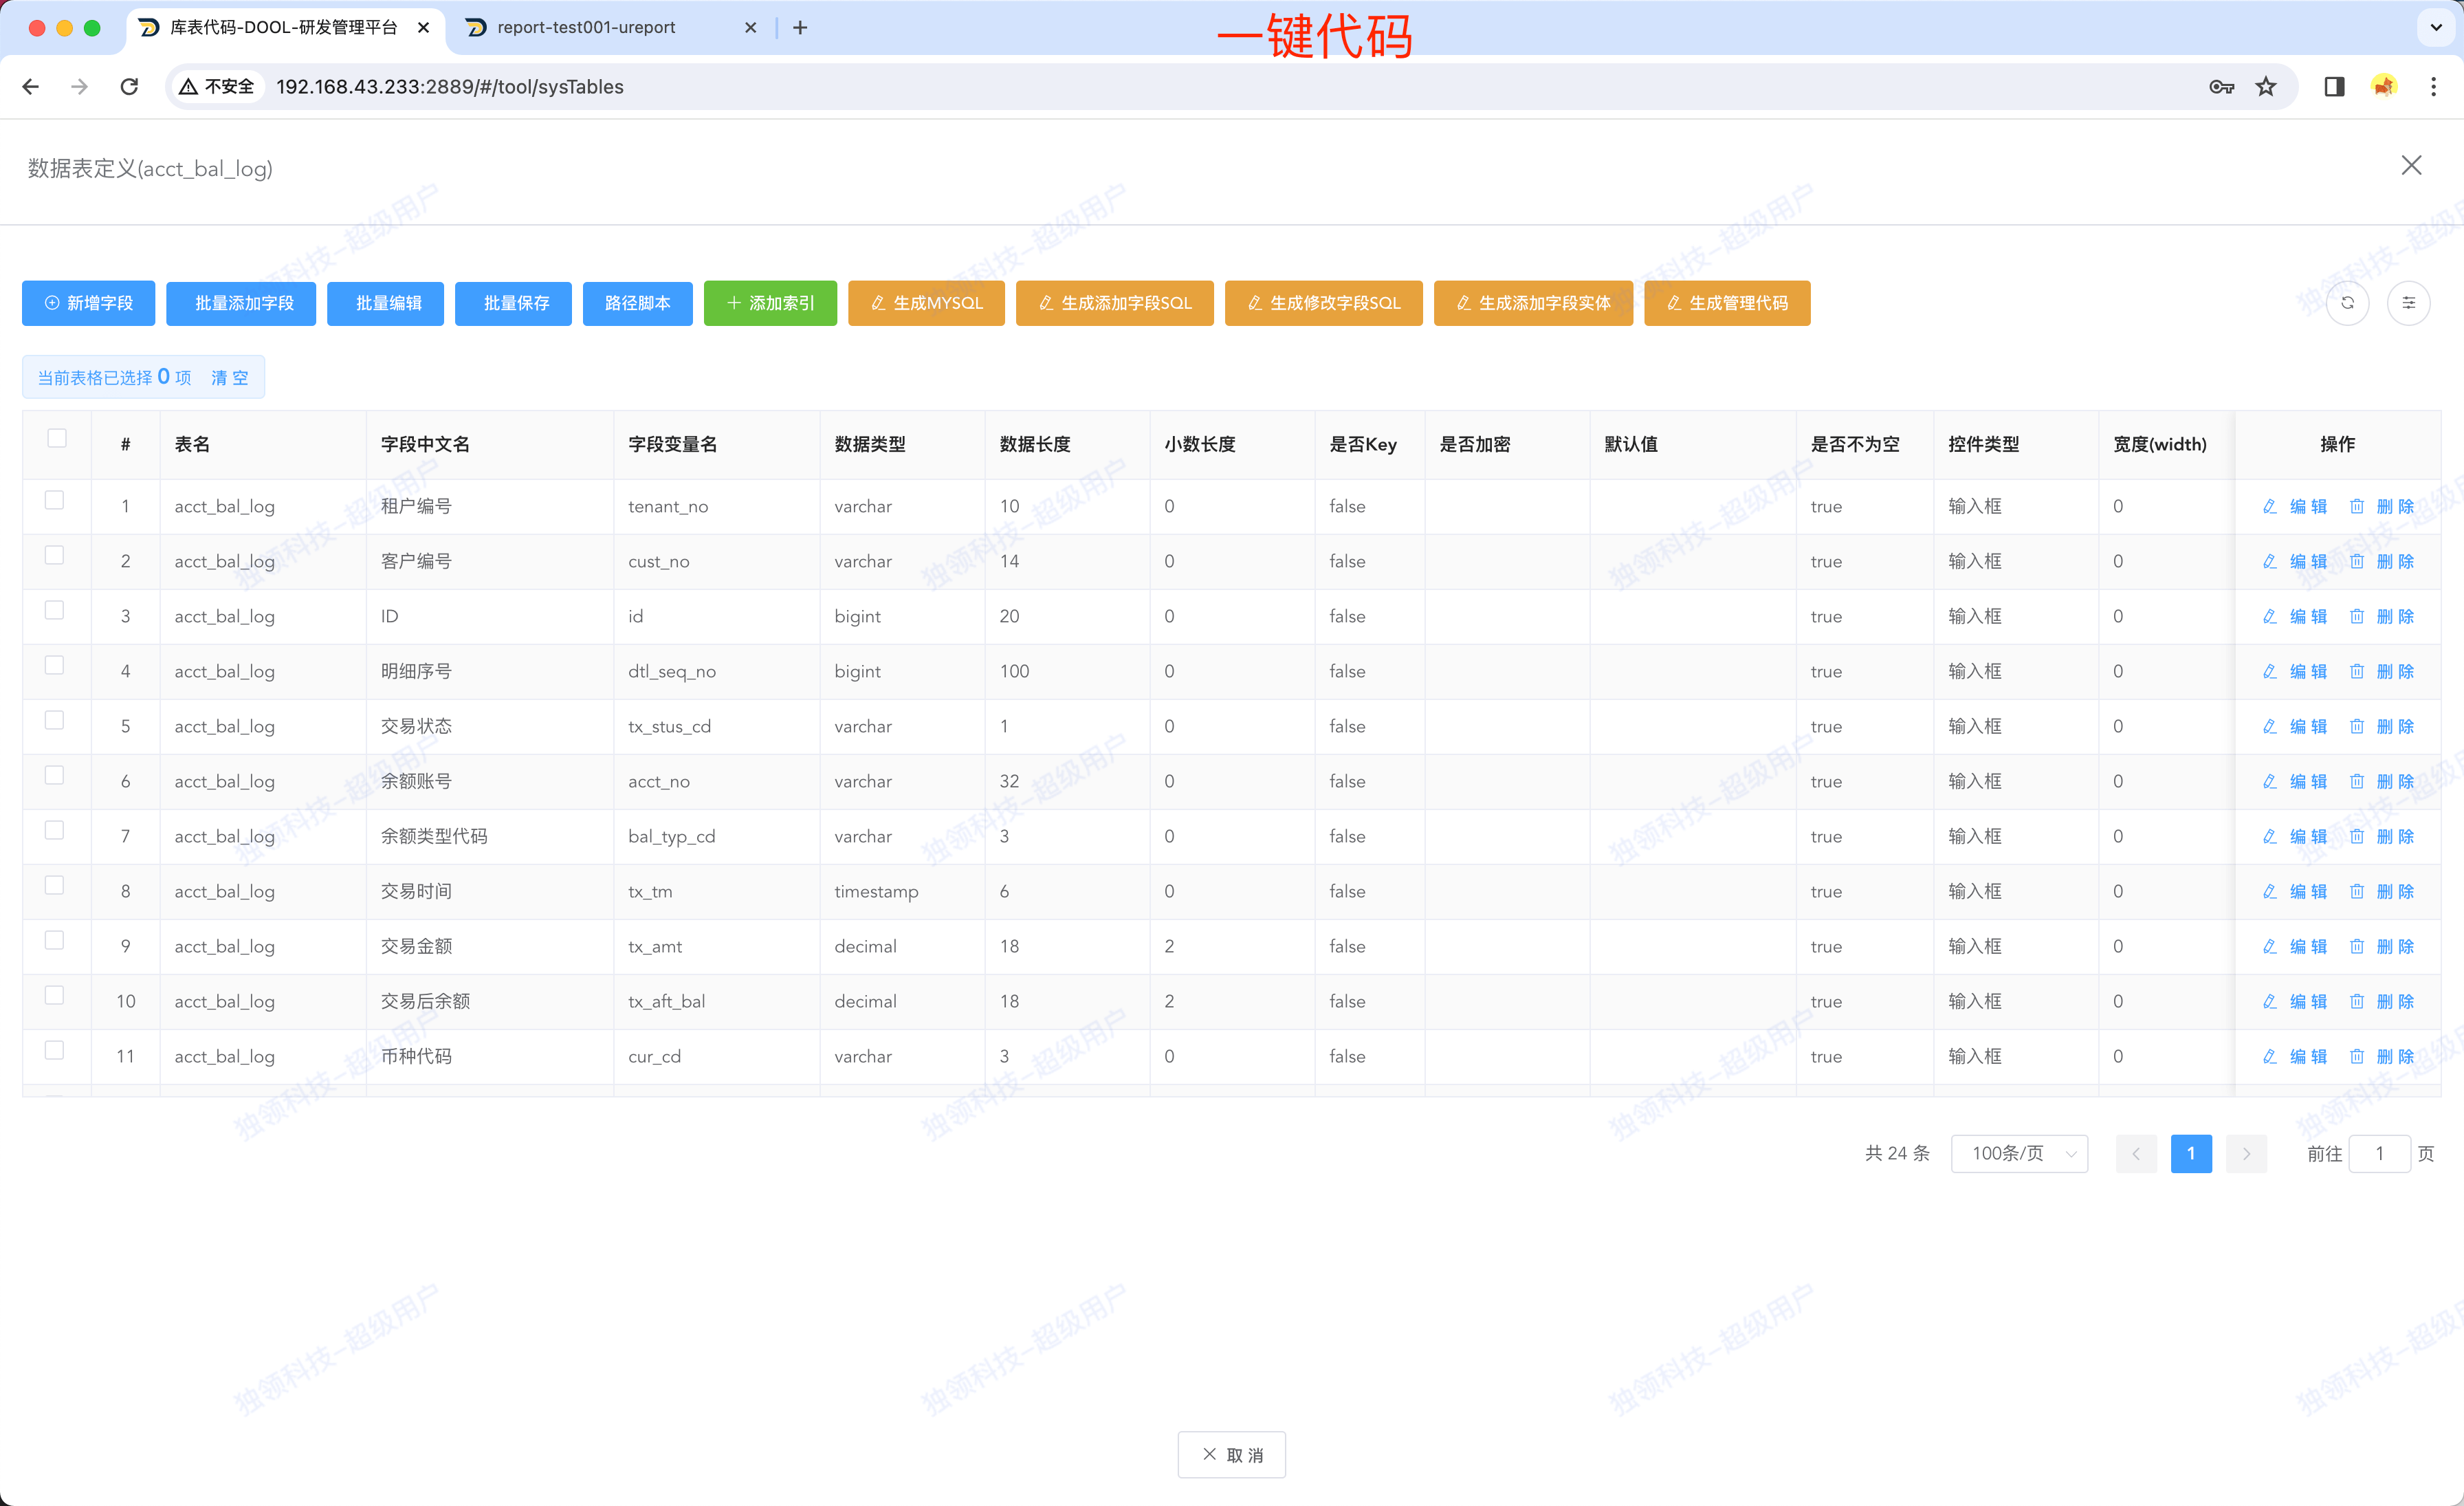 库表代码-DOOL-研发管理平台
report-test001-ureport
一键代码
不安全 192.168.43.233:2889/#/tool/sysTables
数据表定义(acct_bal_log)
新增字段 批量添加字段 批量编辑 批量保存 路径脚本 添加索引 生成MYSQL 生成添加字段SQL 生成修改字段SQL 生成添加字段实体 生成管理代码
当前表格已选择 0 项 清空
# 表名 字段中文名 字段变量名 数据类型 数据长度 小数长度 是否Key 是否加密 默认值 是否不为空 控件类型 宽度(width) 操作
1 acct_bal_log 租户编号 tenant_no varchar 10 0 false true 输入框 0 编辑 删除
2 acct_bal_log 客户编号 cust_no varchar 14 0 false true 输入框 0 编辑 删除
3 acct_bal_log ID id bigint 20 0 false true 输入框 0 编辑 删除
4 acct_bal_log 明细序号 dtl_seq_no bigint 100 0 false true 输入框 0 编辑 删除
5 acct_bal_log 交易状态 tx_stus_cd varchar 1 0 false true 输入框 0 编辑 删除
6 acct_bal_log 余额账号 acct_no varchar 32 0 false true 输入框 0 编辑 删除
7 acct_bal_log 余额类型代码 bal_typ_cd varchar 3 0 false true 输入框 0 编辑 删除
8 acct_bal_log 交易时间 tx_tm timestamp 6 0 false true 输入框 0 编辑 删除
9 acct_bal_log 交易金额 tx_amt decimal 18 2 false true 输入框 0 编辑 删除
10 acct_bal_log 交易后余额 tx_aft_bal decimal 18 2 false true 输入框 0 编辑 删除
11 acct_bal_log 币种代码 cur_cd varchar 3 0 false true 输入框 0 编辑 删除
共 24 条 100条/页 1 前往 1 页
取消
独领科技-超级用户